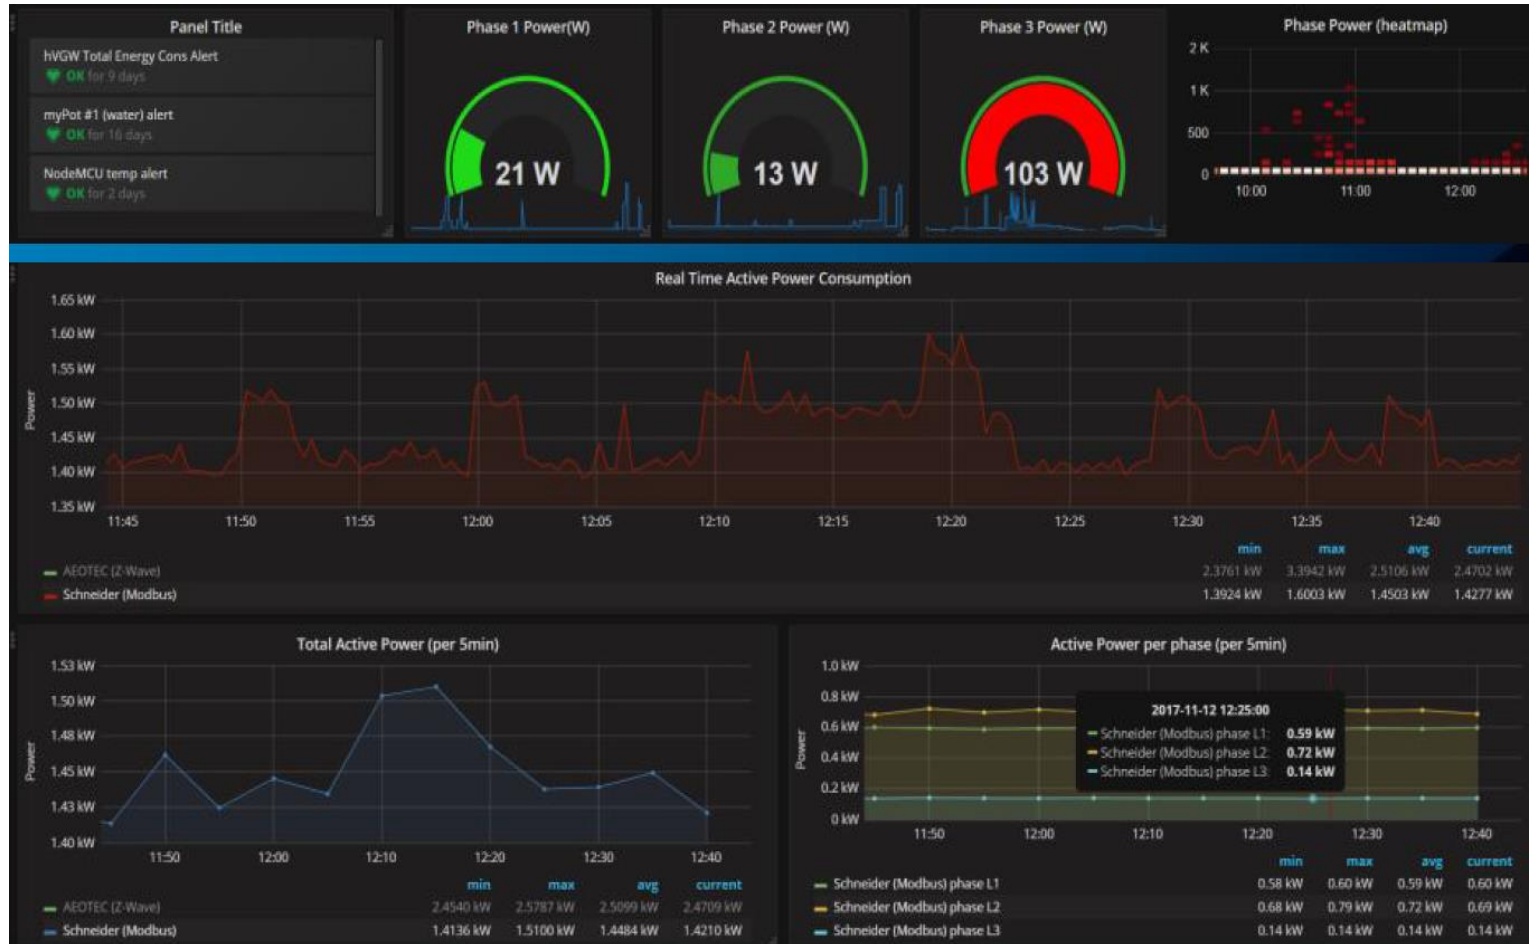 Panel Title
hVGW Total Energy Cons Alert
OK for 9 days
myPot #1 (water) alert
OK for 16 days
NodeMCU temp alert
OK for 2 days
Phase 1 Power(W)
21 W
Phase 2 Power (W)
13 W
Phase 3 Power (W)
103 W
Phase Power (heatmap)
2 K
1 K
500
0
10:00 11:00 12:00
Real Time Active Power Consumption
Power
1.65 kW
1.60 kW
1.55 kW
1.50 kW
1.45 kW
1.40 kW
1.35 kW
11:45 11:50 11:55 12:00 12:05 12:10 12:15 12:20 12:25 12:30 12:35 12:40
min max avg current
AEOTEC (Z-Wave) 2.3761 kW 3.3942 kW 2.5106 kW 2.4702 kW
Schneider (Modbus) 1.3924 kW 1.6003 kW 1.4503 kW 1.4277 kW
Total Active Power (per 5min)
Power
1.53 kW
1.50 kW
1.48 kW
1.45 kW
1.43 kW
1.40 kW
11:50 12:00 12:10 12:20 12:30 12:40
min max avg current
AEOTEC (Z-Wave) 2.4540 kW 2.5787 kW 2.5099 kW 2.4709 kW
Schneider (Modbus) 1.4136 kW 1.5100 kW 1.4484 kW 1.4210 kW
Active Power per phase (per 5min)
Power
1.0 kW
0.8 kW
0.6 kW
0.4 kW
0.2 kW
0 kW
2017-11-12 12:25:00
Schneider (Modbus) phase L1: 0.59 kW
Schneider (Modbus) phase L2: 0.72 kW
Schneider (Modbus) phase L3: 0.14 kW
11:50 12:00 12:10 12:20 12:30 12:40
min max avg current
Schneider (Modbus) phase L1 0.58 kW 0.60 kW 0.59 kW 0.60 kW
Schneider (Modbus) phase L2 0.68 kW 0.79 kW 0.72 kW 0.69 kW
Schneider (Modbus) phase L3 0.14 kW 0.14 kW 0.14 kW 0.14 kW